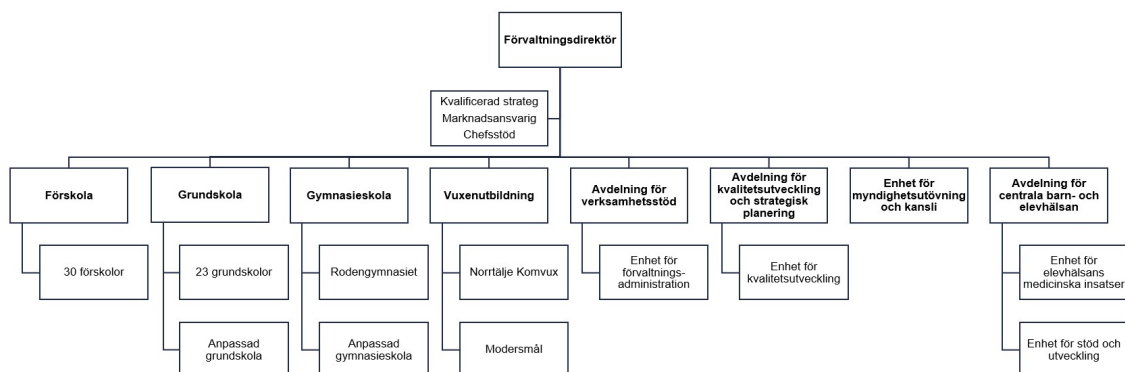 Förvaltningsdirektör
Kvalificerad strateg
Marknadsansvarig
Chefsstöd
Förskola
Grundskola
Gymnasieskola
Vuxenutbildning
Avdelning för
verksamhetsstöd
Avdelning för
kvalitetsutveckling
och strategisk
planering
Enhet för
myndighetsutövning
och kansli
Avdelning för
centrala barn- och
elevhälsan
30 förskolor
23 grundskolor
Rodengymnasiet
Norrtälje Komvux
Enhet för
förvaltnings-
administration
Enhet för
kvalitetsutveckling
Enhet för
elevhälsans
medicinska insatser
Anpassad
grundskola
Anpassad
gymnasieskola
Modersmål
Enhet för stöd och
utveckling